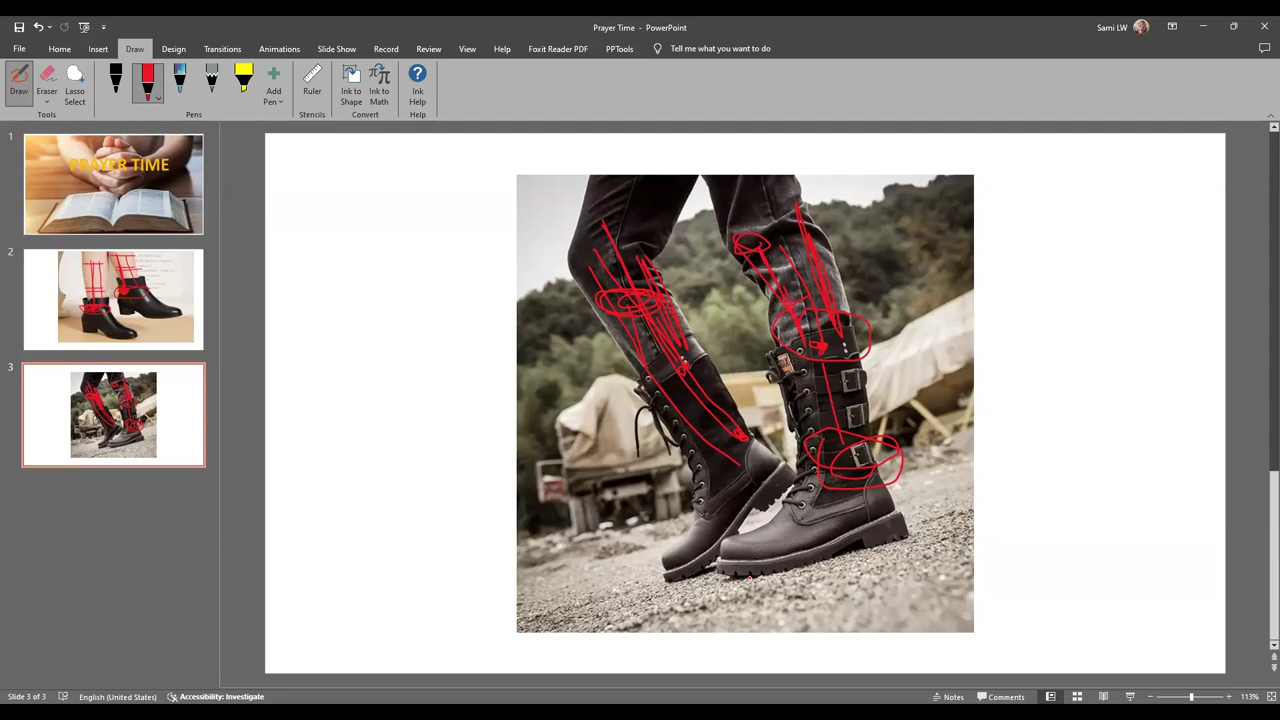 Prayer Time - PowerPoint
Sami LW
File Home Insert Draw Design Transitions Animations Slide Show Record Review View Help Foxit Reader PDF PPTools Tell me what you want to do
Draw Eraser Lasso Select Add Pen Ruler Ink to Shape Ink to Math Ink Help
Tools Pens Stencils Convert Help
1
PRAYER TIME
2
3
Slide 3 of 3 English (United States) Accessibility: Investigate Notes Comments 113%